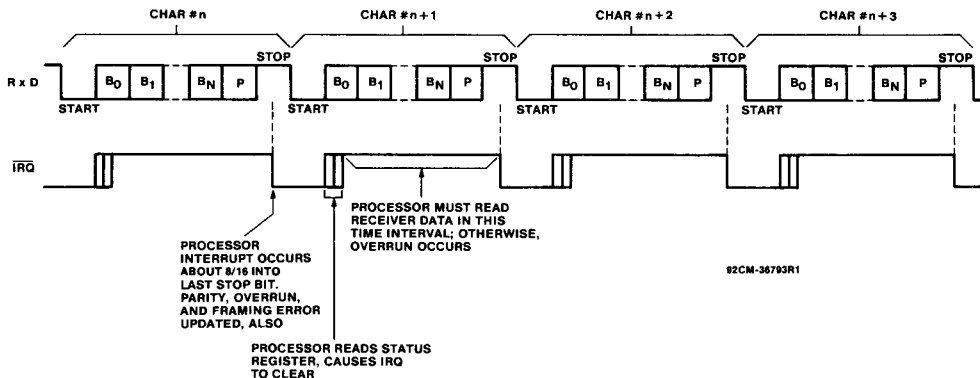 CHAR #n CHAR #n+1 CHAR #n+2 CHAR #n+3
STOP STOP STOP STOP
R x D B0 B1 BN P B0 B1 BN P B0 B1 BN P B0 B1 BN P
START START START START
IRQ
PROCESSOR
INTERRUPT OCCURS
ABOUT 8/16 INTO
LAST STOP BIT.
PARITY, OVERRUN,
AND FRAMING ERROR
UPDATED, ALSO
PROCESSOR READS STATUS
REGISTER, CAUSES IRQ
TO CLEAR
PROCESSOR MUST READ
RECEIVER DATA IN THIS
TIME INTERVAL; OTHERWISE,
OVERRUN OCCURS
92CM-36793R1